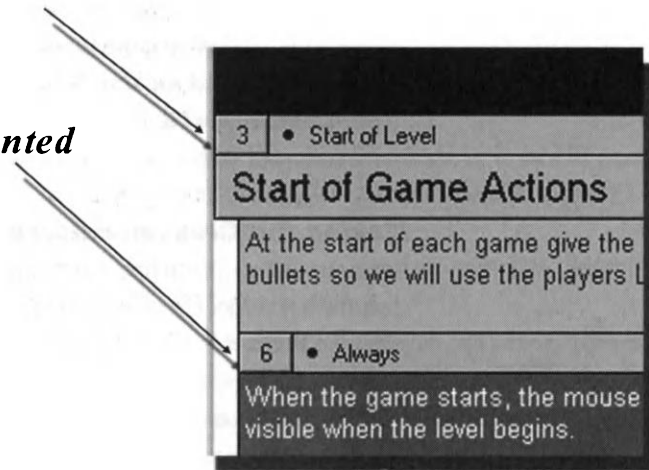 3 • Start of Level
nted
Start of Game Actions
At the start of each game give the
bullets so we will use the players L
6 • Always
When the game starts, the mouse
visible when the level begins.